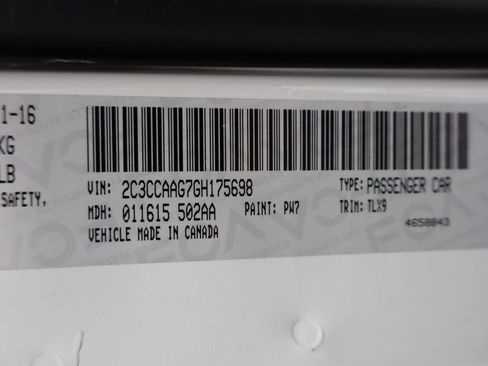 1-16
KG
LB
SAFETY,
VIN: 2C3CCAAG7GH175698 TYPE: PASSENGER CAR
MDH: 011615 502AA PAINT: PW7 TRIM: TLX9
VEHICLE MADE IN CANADA 4658843